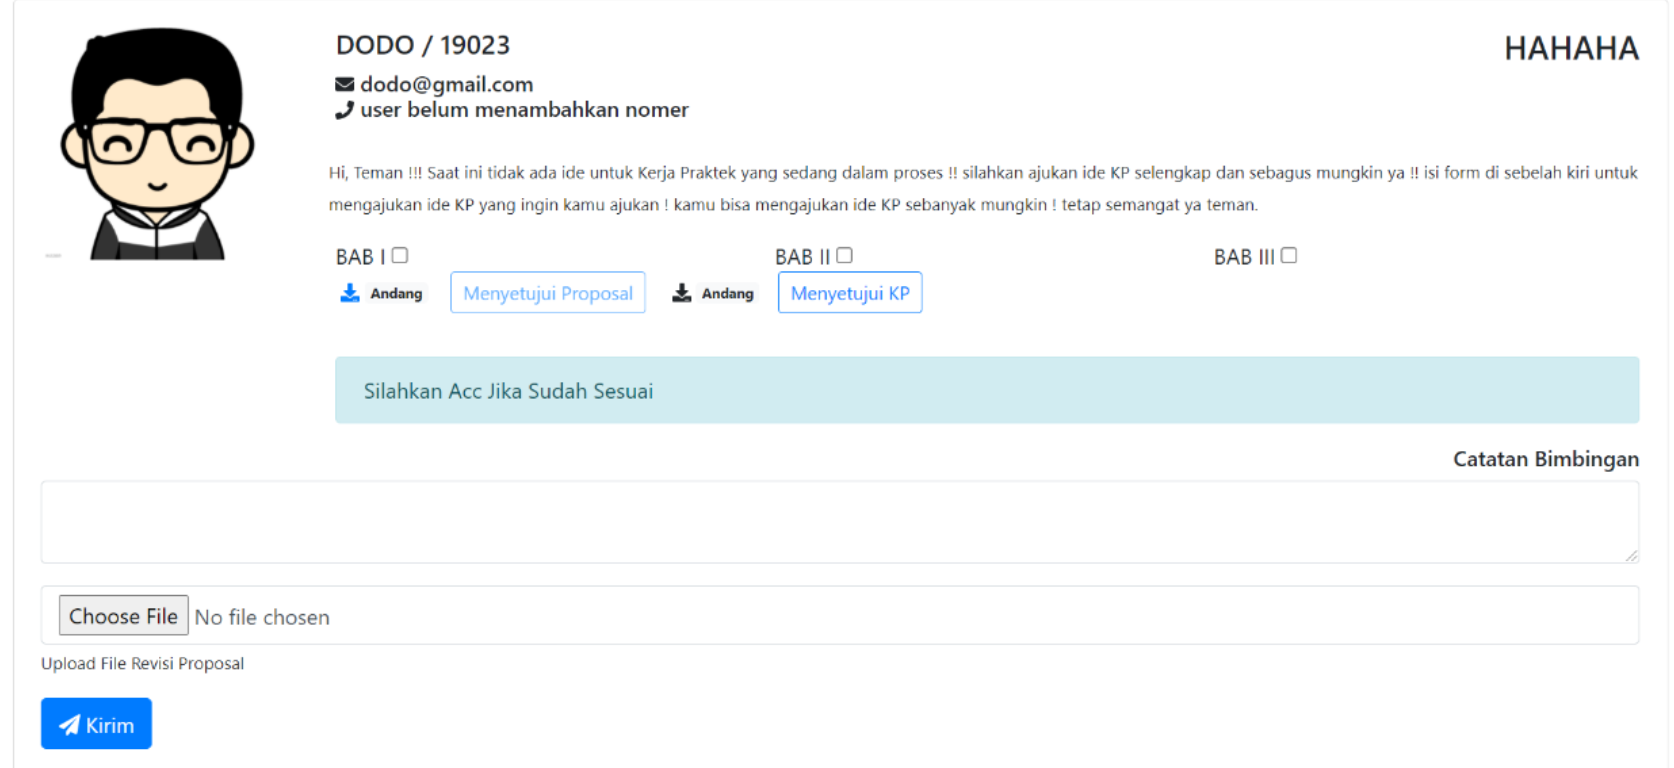 DODO / 19023
HAHAHA
dodo@gmail.com
user belum menambahkan nomer
Hi, Teman !!! Saat ini tidak ada ide untuk Kerja Praktek yang sedang dalam proses !! silahkan ajukan ide KP selengkap dan sebagus mungkin ya !! isi form di sebelah kiri untuk
mengajukan ide KP yang ingin kamu ajukan ! kamu bisa mengajukan ide KP sebanyak mungkin ! tetap semangat ya teman.
BAB I BAB II BAB III
Andang Menyetujui Proposal Andang Menyetujui KP
Silahkan Acc Jika Sudah Sesuai
Catatan Bimbingan
Choose File No file chosen
Upload File Revisi Proposal
Kirim